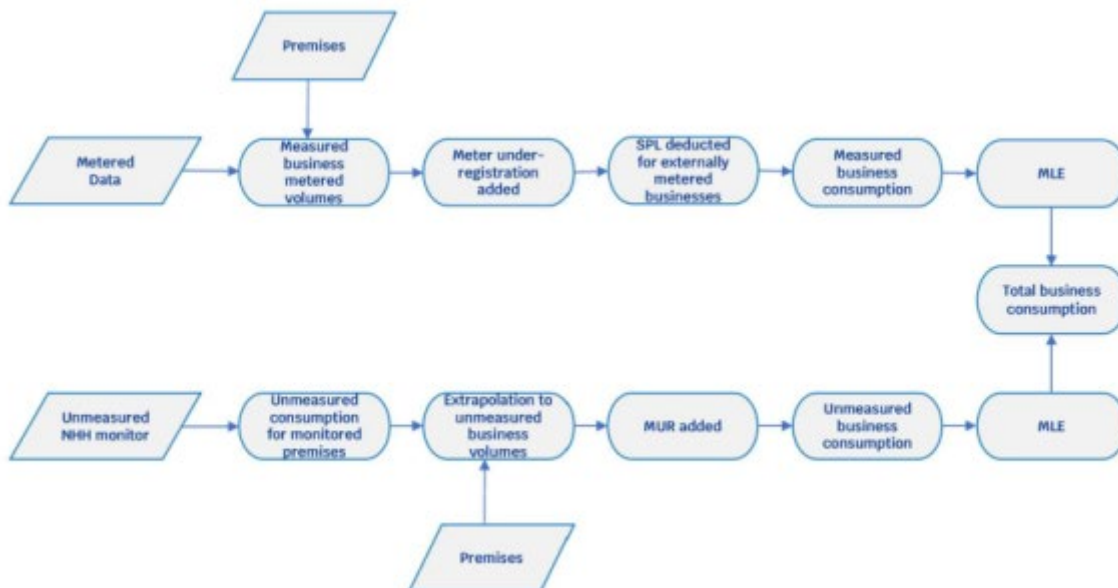 Premises
Metered
Data
Measured
business
metered
volumes
Meter under-
registration
added
SPL deducted
for externally
metered
businesses
Measured
business
consumption
MLE
Total business
consumption
Unmeasured
NHH monitor
Unmeasured
consumption
for monitored
premises
Extrapolation to
unmeasured
business
volumes
MUR added
Unmeasured
business
consumption
MLE
Premises